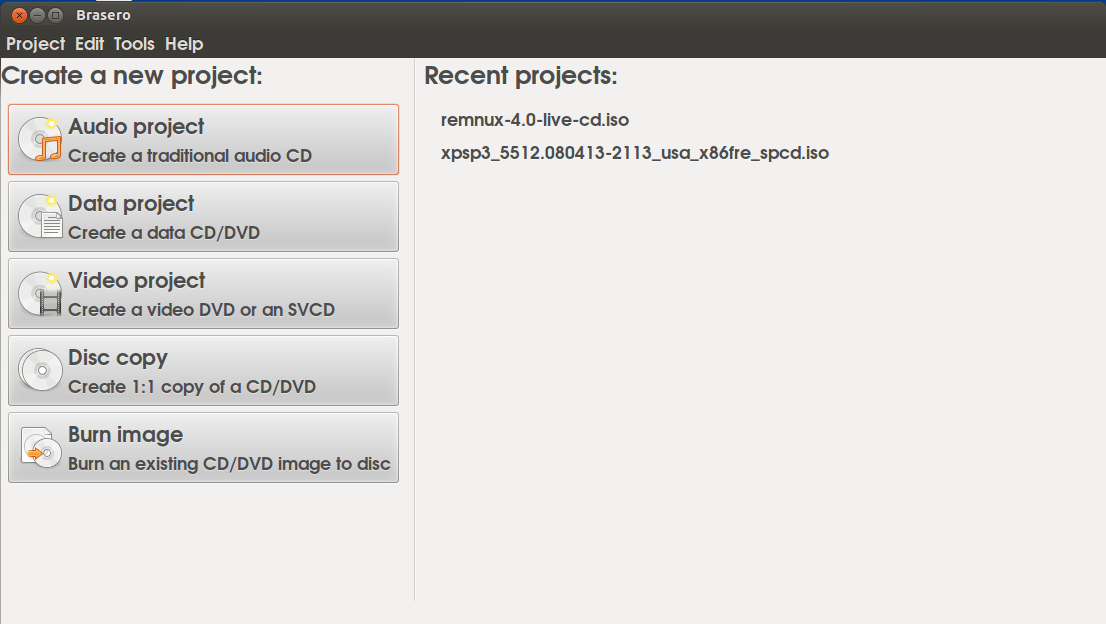 Brasero
Project Edit Tools Help
Create a new project:
Audio project
Create a traditional audio CD
Data project
Create a data CD/DVD
Video project
Create a video DVD or an SVCD
Disc copy
Create 1:1 copy of a CD/DVD
Burn image
Burn an existing CD/DVD image to disc
Recent projects:
remnux-4.0-live-cd.iso
xpsp3_5512.080413-2113_usa_x86fre_spcd.iso